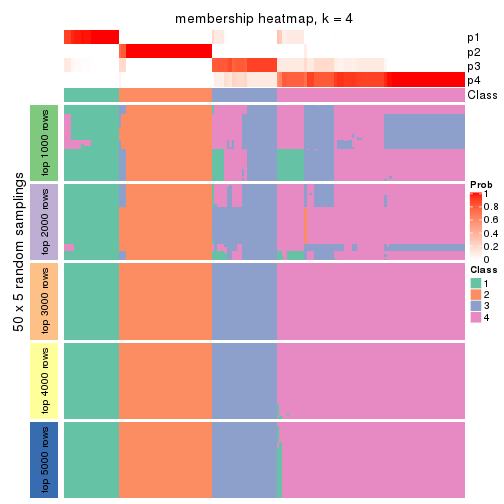 membership heatmap, k = 4
p1
p2
p3
p4
Class
50 x 5 random samplings
top 1000 rows
top 2000 rows
top 3000 rows
top 4000 rows
top 5000 rows
Prob
1
0.8
0.6
0.4
0.2
0
Class
1
2
3
4